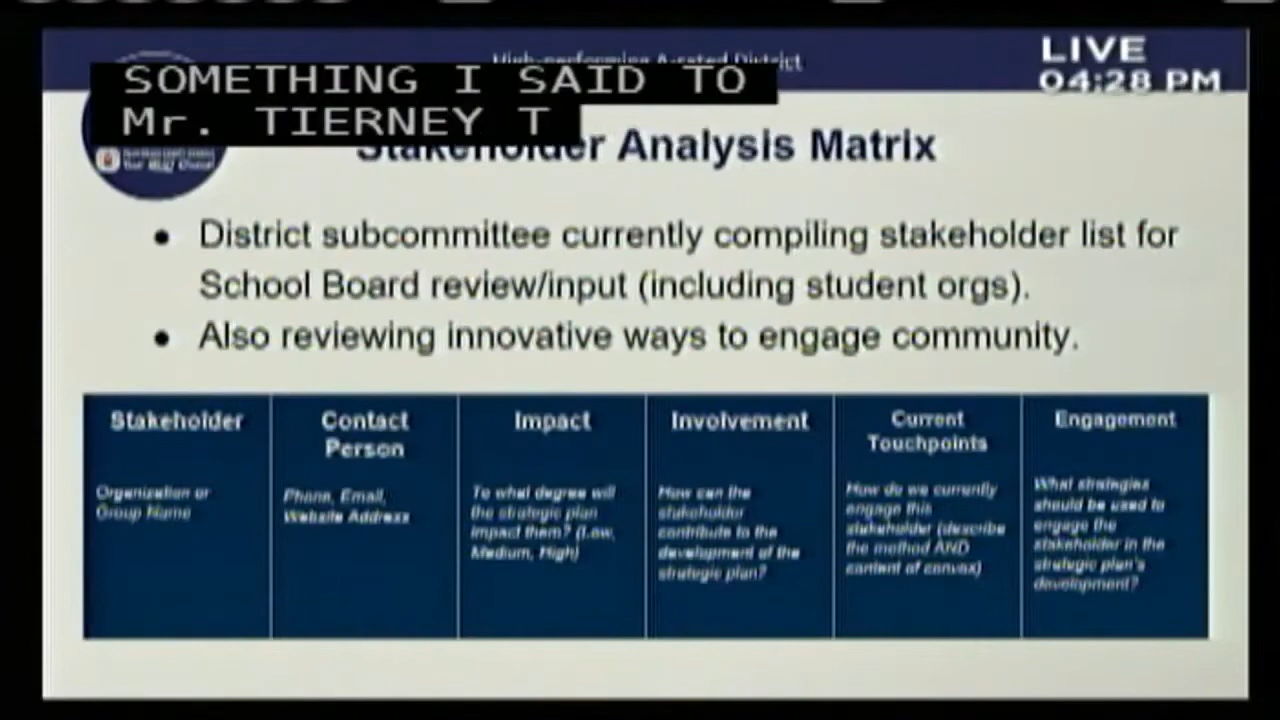 High-performing A-rated District
LIVE
04:28 PM
SOMETHING I SAID TO
Mr. TIERNEY T
Stakeholder Analysis Matrix
● District subcommittee currently compiling stakeholder list for
School Board review/input (including student orgs).
● Also reviewing innovative ways to engage community.
Stakeholder
Organization or
Group Name
Contact
Person
Phone, Email,
Website Address
Impact
To what degree will
the strategic plan
impact them? (Low,
Medium, High)
Involvement
How can the
stakeholder
contribute to the
development of the
strategic plan?
Current
Touchpoints
How do we currently
engage this
stakeholder (describe
the method AND
content of convos)
Engagement
What strategies
should be used to
engage the
stakeholder in the
strategic plan's
development?